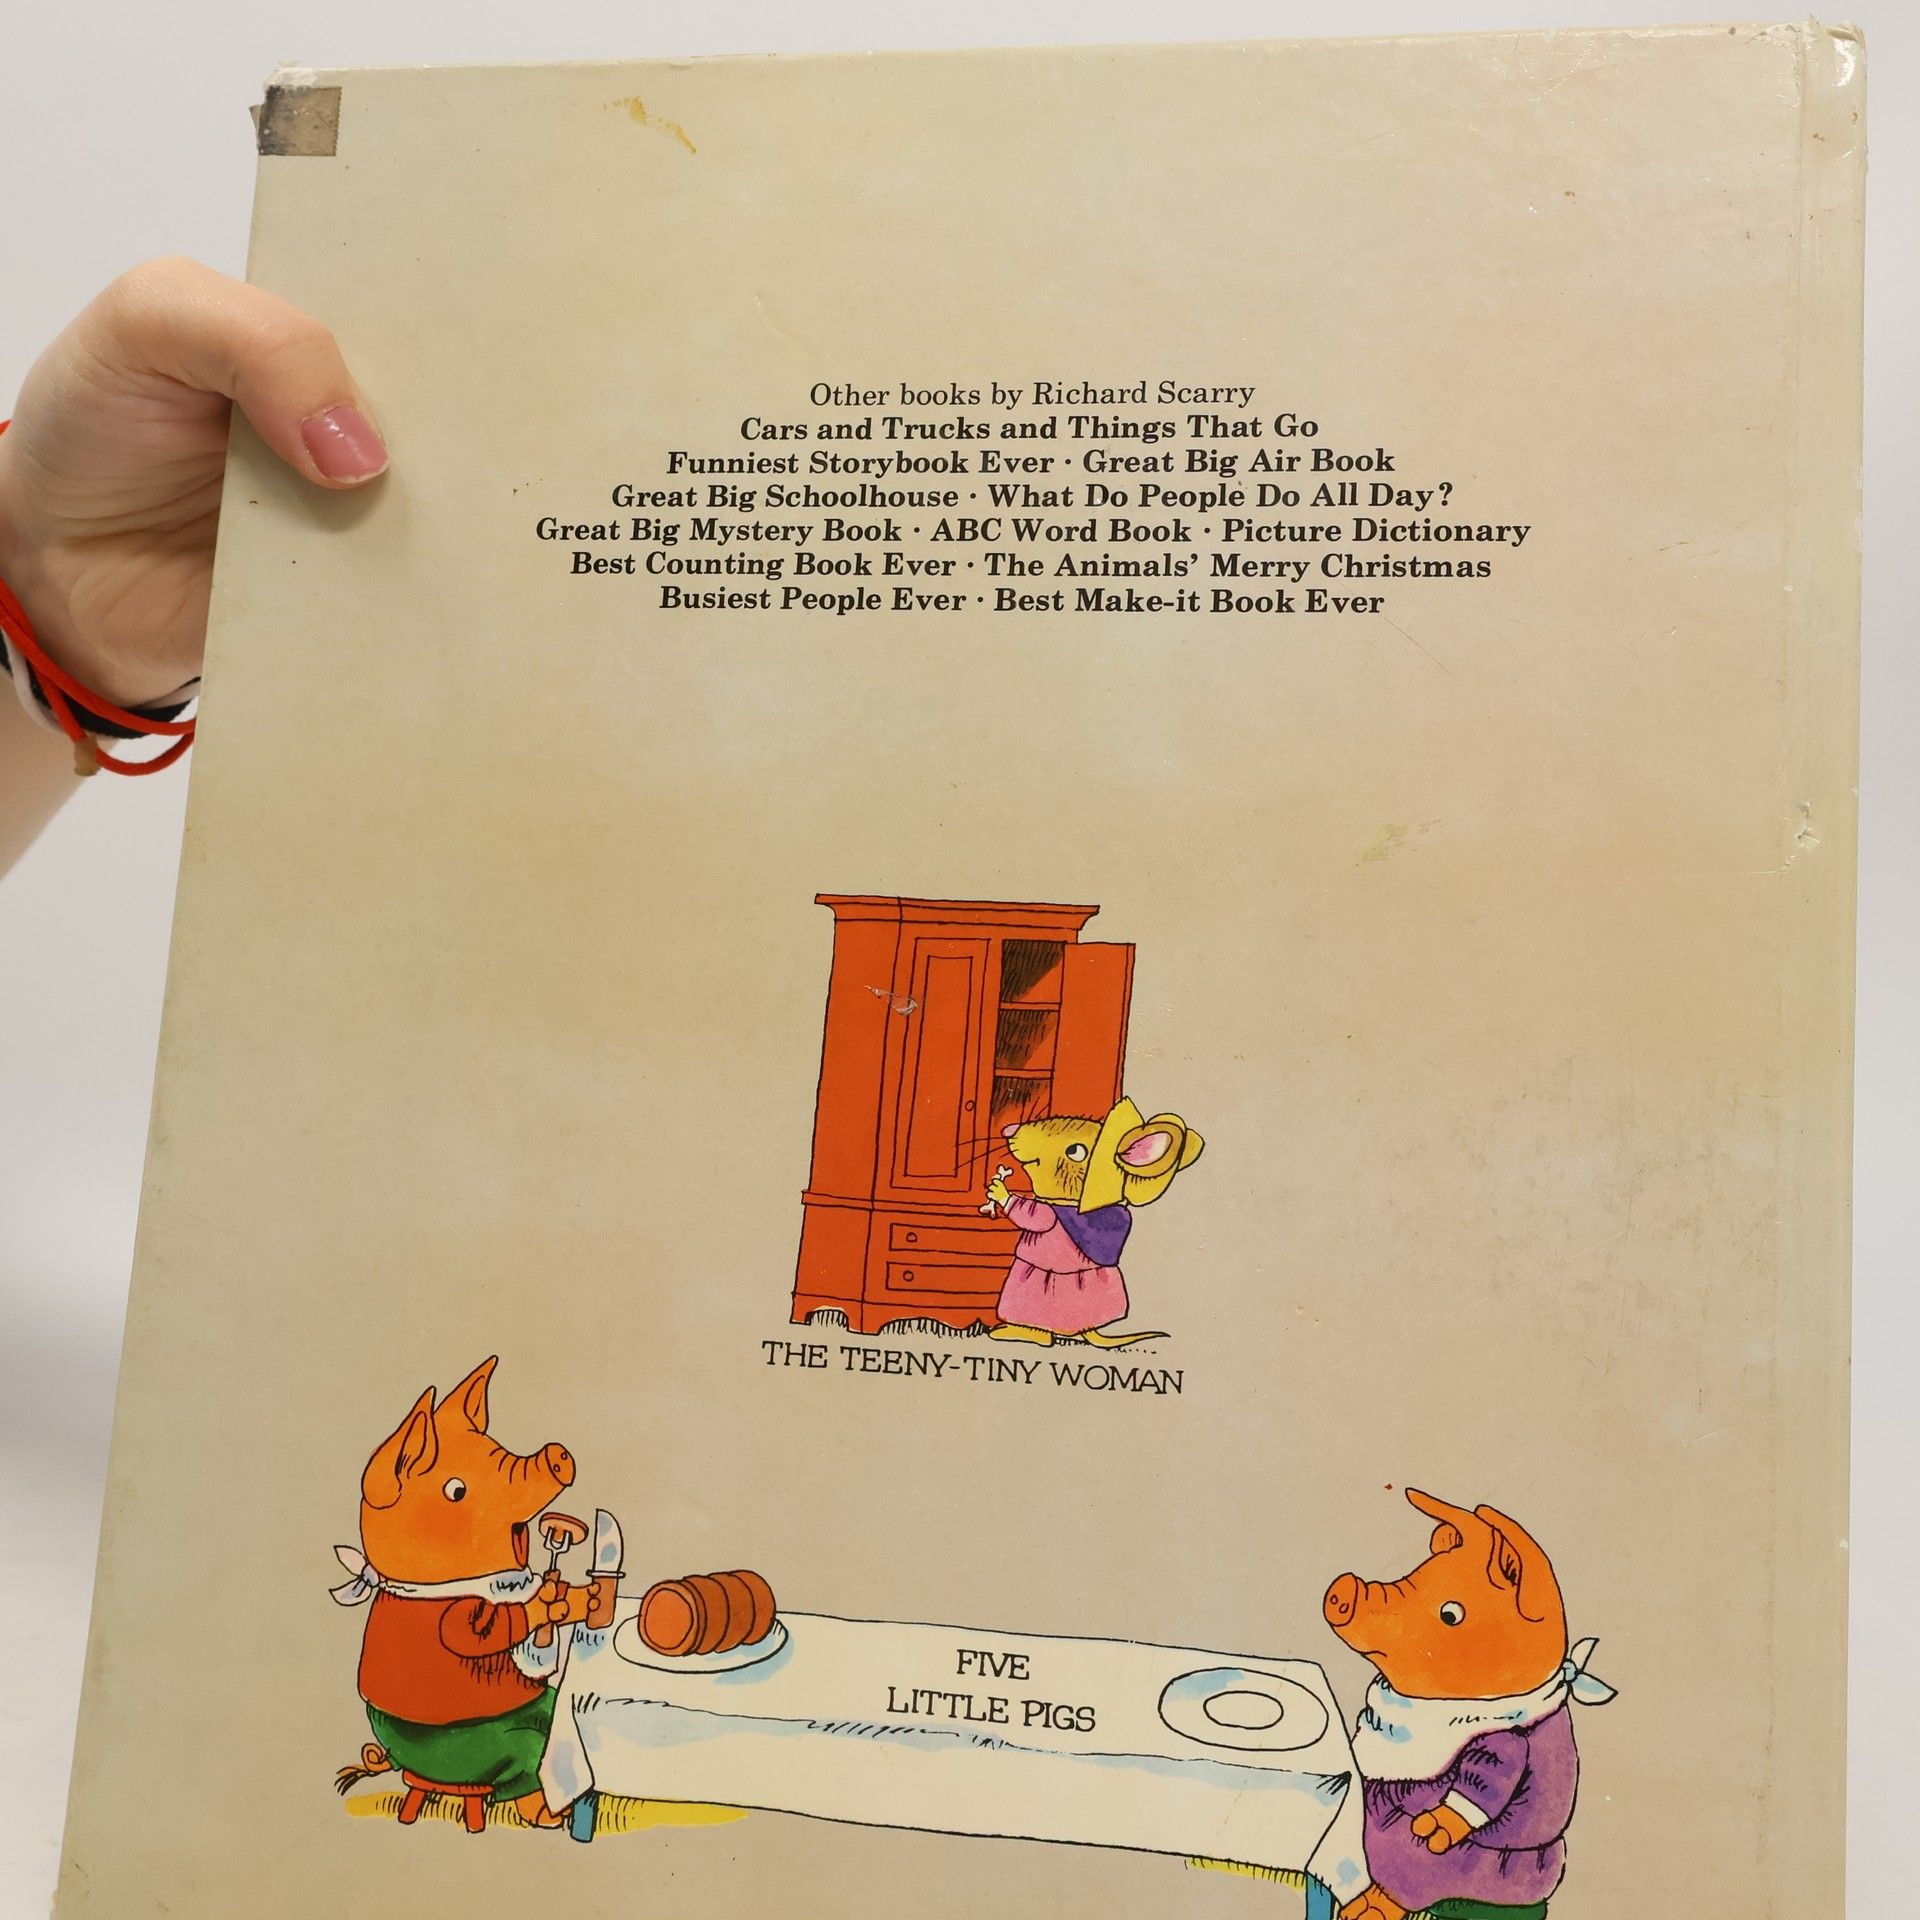 Other books by Richard Scarry
Cars and Trucks and Things That Go
Funniest Storybook Ever · Great Big Air Book
Great Big Schoolhouse · What Do People Do All Day?
Great Big Mystery Book · ABC Word Book · Picture Dictionary
Best Counting Book Ever · The Animals’ Merry Christmas
Busiest People Ever · Best Make-it Book Ever
THE TEENY-TINY WOMAN
FIVE
LITTLE PIGS